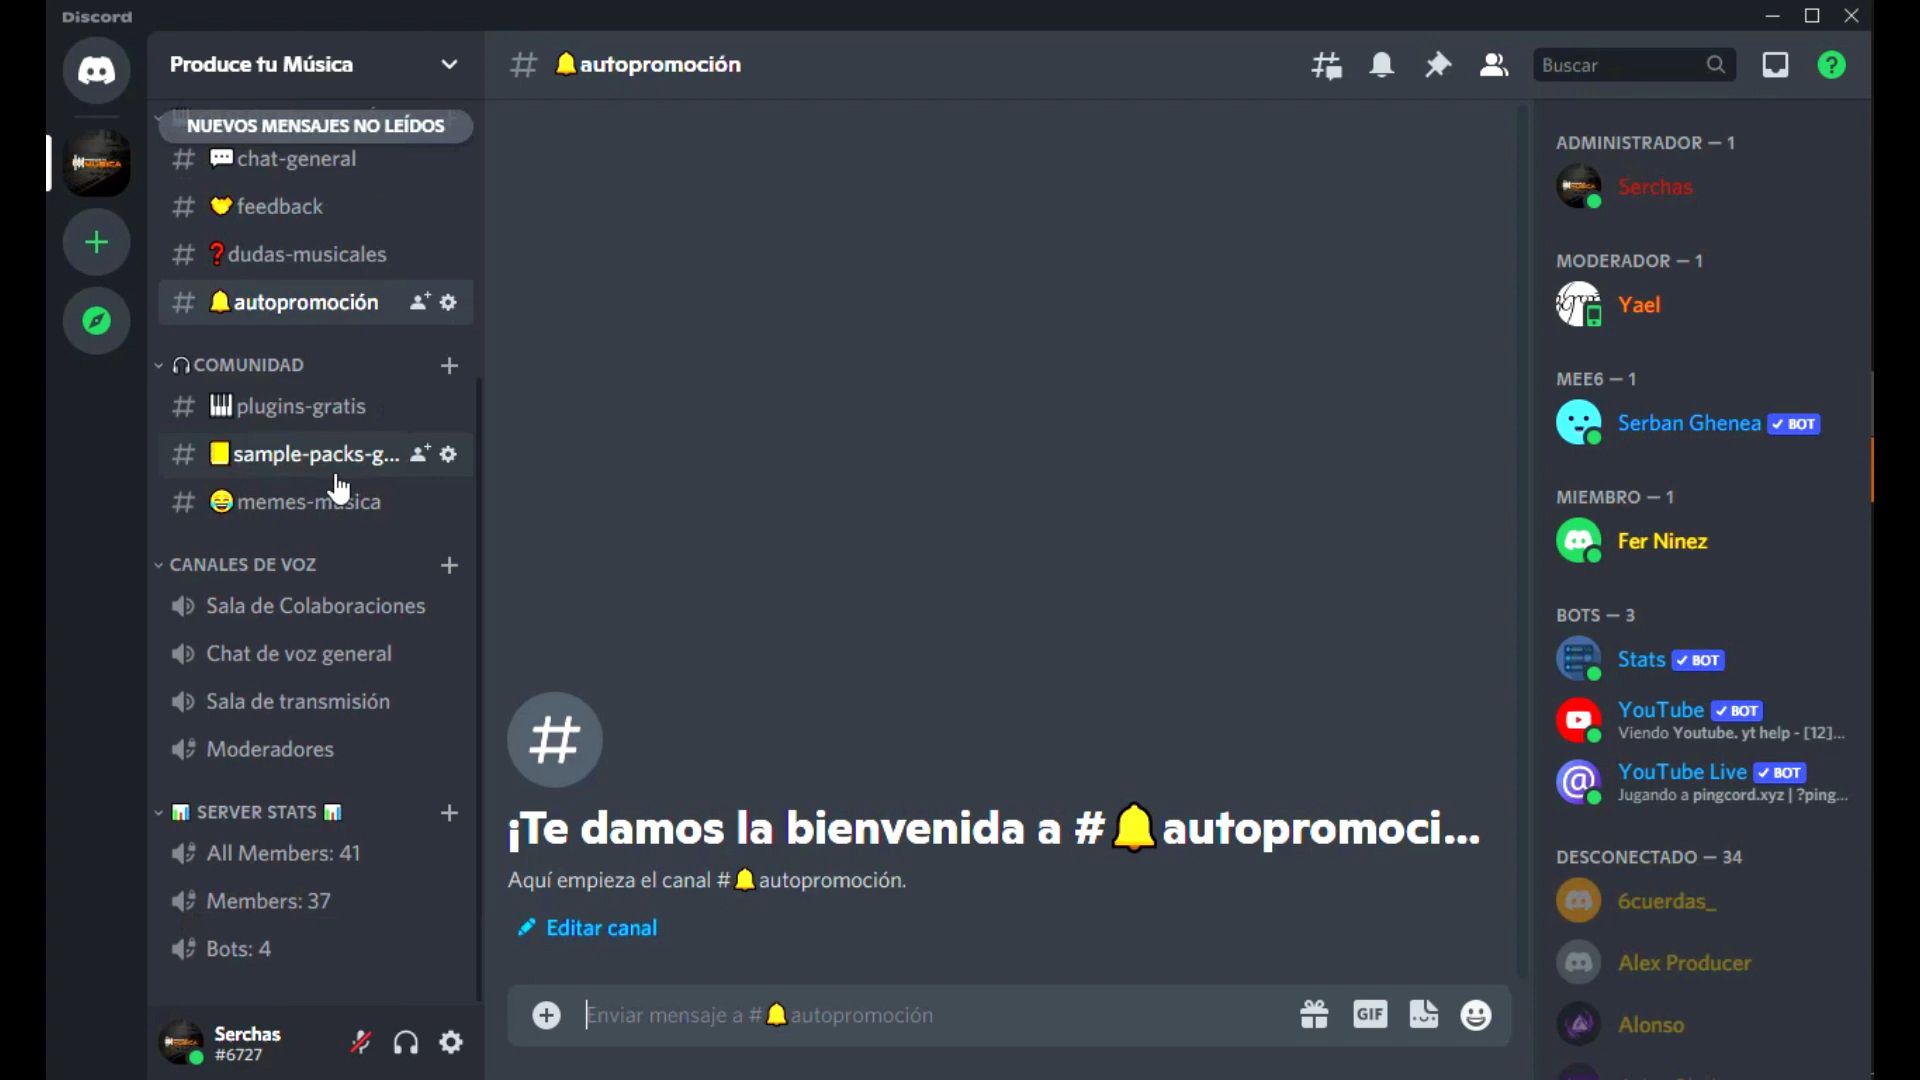 Discord
Produce tu Música
NUEVOS MENSAJES NO LEÍDOS
# 💬chat-general
# feedback
# ❓dudas-musicales
# 🔔autopromoción
🎧COMUNIDAD
# 🎹plugins-gratis
# 📒sample-packs-g...
# 😂memes-musica
CANALES DE VOZ
Sala de Colaboraciones
Chat de voz general
Sala de transmisión
Moderadores
📊 SERVER STATS 📊
All Members: 41
Members: 37
Bots: 4
Serchas
#6727
# 🔔autopromoción
Buscar
#
¡Te damos la bienvenida a #🔔autopromoci...
Aquí empieza el canal #🔔autopromoción.
Editar canal
Enviar mensaje a #🔔autopromoción
GIF
ADMINISTRADOR — 1
Serchas
MODERADOR — 1
Yael
MEE6 — 1
Serban Ghenea ✓ BOT
MIEMBRO — 1
Fer Ninez
BOTS — 3
Stats ✓ BOT
YouTube ✓ BOT
Viendo Youtube. yt help - [12]...
YouTube Live ✓ BOT
Jugando a pingcord.xyz | ?ping...
DESCONECTADO — 34
6cuerdas_
Alex Producer
Alonso